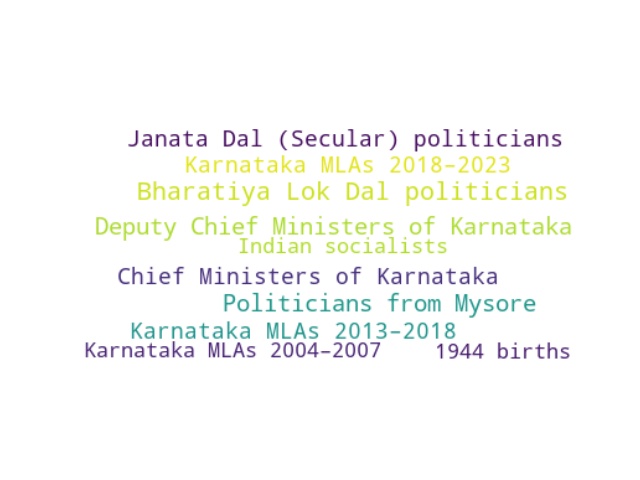 Janata Dal (Secular) politicians
Karnataka MLAs 2018–2023
Bharatiya Lok Dal politicians
Deputy Chief Ministers of Karnataka
Indian socialists
Chief Ministers of Karnataka
Politicians from Mysore
Karnataka MLAs 2013–2018
Karnataka MLAs 2004–2007
1944 births